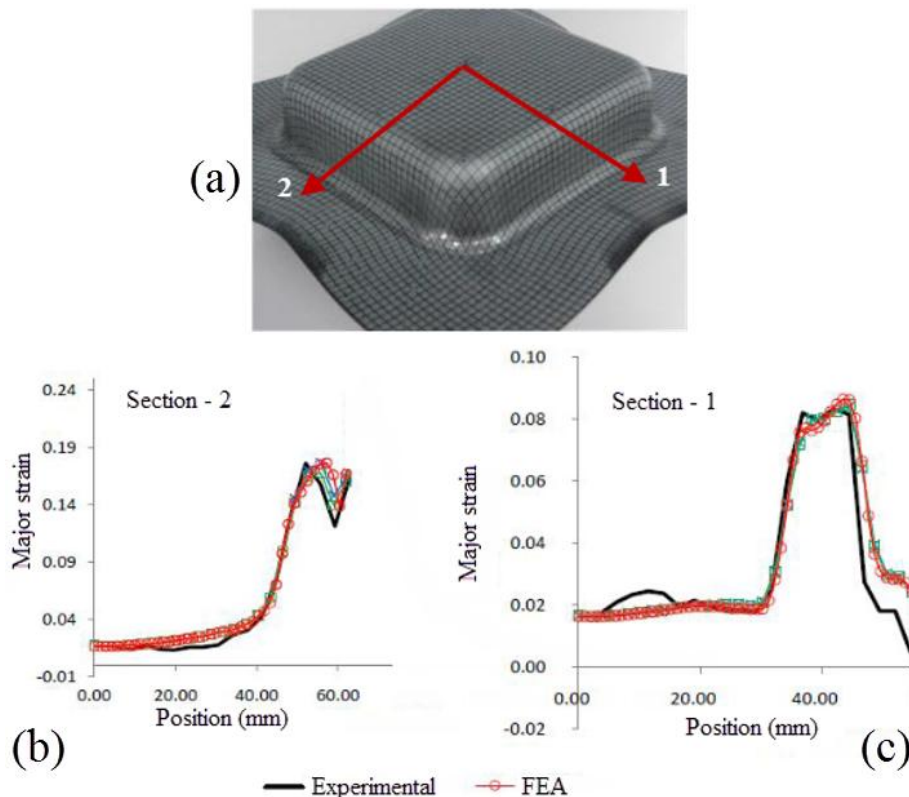 (a)
2
1
Section - 2
Major strain
0.24
0.19
0.14
0.09
0.04
-0.01
0.00
20.00
40.00
60.00
Position (mm)
(b)
Section - 1
Major strain
0.10
0.08
0.06
0.04
0.02
0.00
-0.02
0.00
20.00
40.00
Position (mm)
(c)
Experimental
FEA